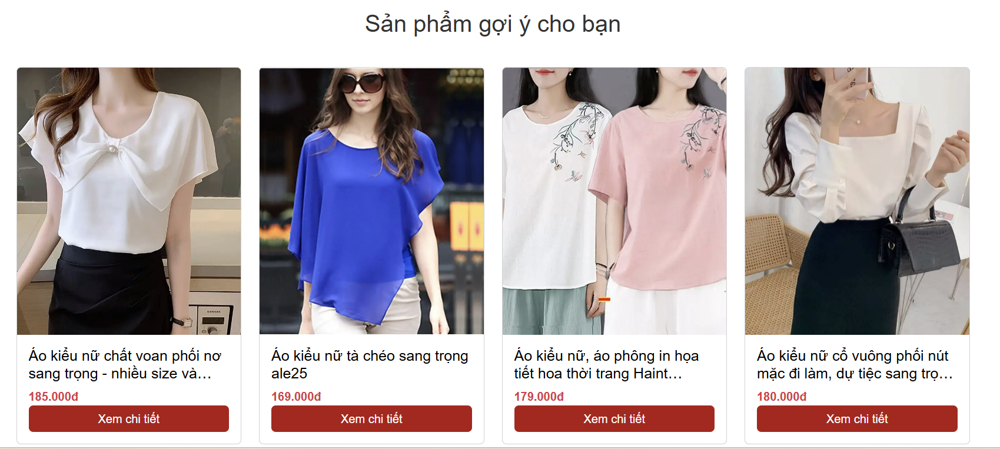 Sản phẩm gợi ý cho bạn
SIEMENS
Áo kiểu nữ chất voan phối nơ
sang trọng - nhiều size và...
185.000đ
Xem chi tiết
Áo kiểu nữ tà chéo sang trọng
ale25
169.000đ
Xem chi tiết
Áo kiểu nữ, áo phông in họa
tiết hoa thời trang Haint...
179.000đ
Xem chi tiết
Áo kiểu nữ cổ vuông phối nút
mặc đi làm, dự tiệc sang trọ...
180.000đ
Xem chi tiết